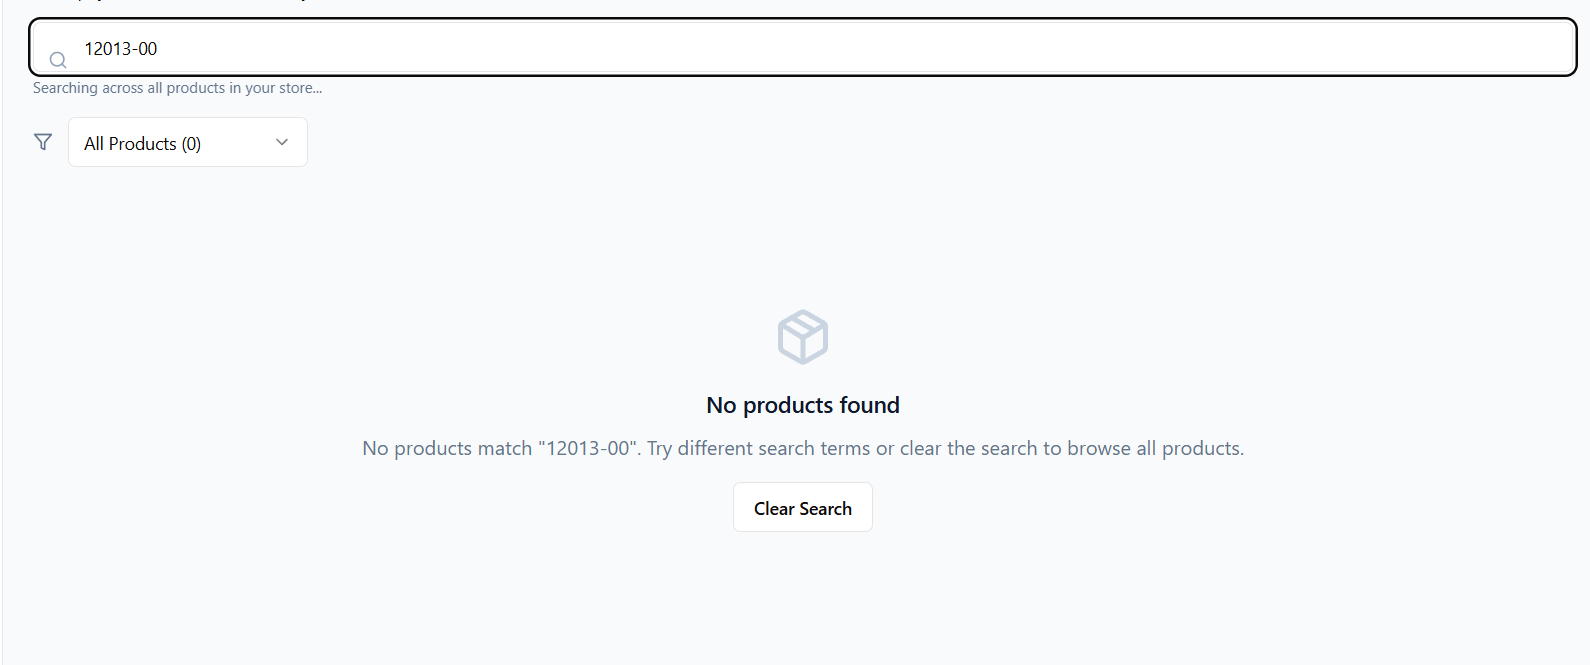 12013-00
Searching across all products in your store...
All Products (0)
No products found
No products match "12013-00". Try different search terms or clear the search to browse all products.
Clear Search